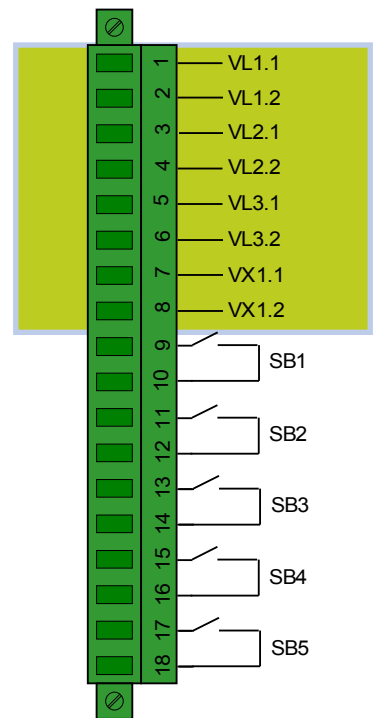 1 VL1.1
2 VL1.2
3 VL2.1
4 VL2.2
5 VL3.1
6 VL3.2
7 VX1.1
8 VX1.2
9
SB1
10
11
SB2
12
13
SB3
14
15
SB4
16
17
SB5
18